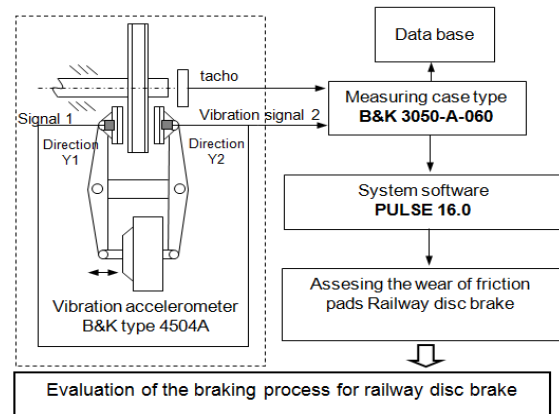 Data base
tacho
Measuring case type
B&K 3050-A-060
Signal 1
Vibration signal 2
Direction
Y1
Direction
Y2
System software
PULSE 16.0
Assesing the wear of friction
pads Railway disc brake
Vibration accelerometer
B&K type 4504A
Evaluation of the braking process for railway disc brake